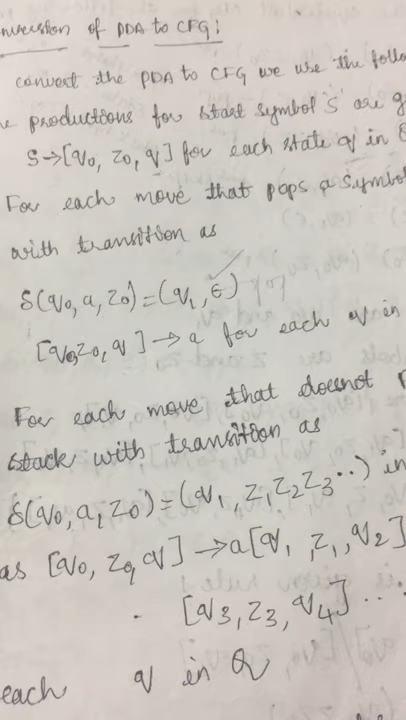 conversion of PDA to CFG:
convert the PDA to CFG we use the follo
productions for start symbol S are g
S→[q0, z0, q] for each state q in Q
For each move that pops a symbol
with transition as
δ(q0, a, z0) = (q1, ε)
[q0, z0, q] → a for each q in
For each move that doesnot P
stack with transition as
δ(q0, a, z0) = (q1, z1z2z3..) in
as [q0, z0, q] → a[q1, z1, q2]
[q3, z3, q4] ...
each q in Q